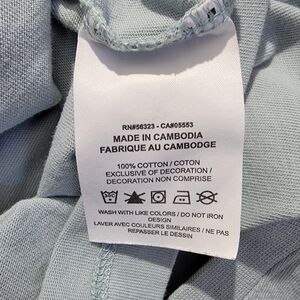 RN#56323 - CA#05553
MADE IN CAMBODIA
FABRIQUE AU CAMBODGE
100% COTTON / COTON
EXCLUSIVE OF DECORATION /
DECORATION NON COMPRISE
WASH WITH LIKE COLORS / DO NOT IRON
DESIGN
LAVER AVEC COULEURS SIMILAIRES / NE PAS
REPASSER LE DESSIN